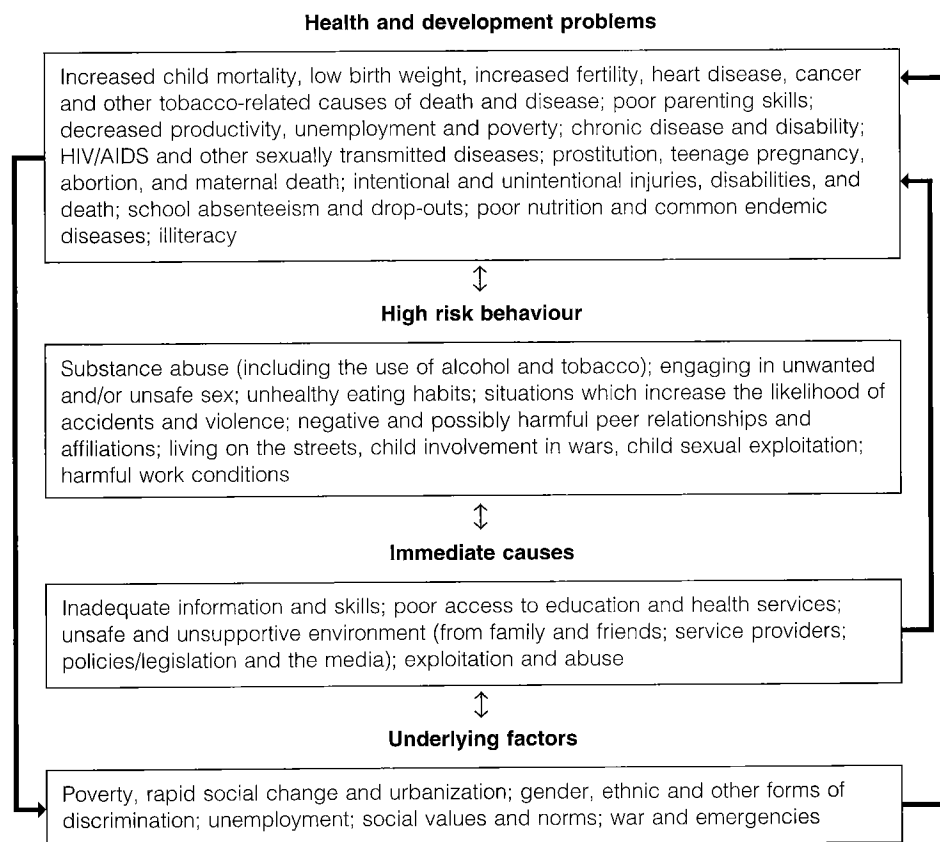 Health and development problems
Increased child mortality, low birth weight, increased fertility, heart disease, cancer
and other tobacco-related causes of death and disease; poor parenting skills;
decreased productivity, unemployment and poverty; chronic disease and disability;
HIV/AIDS and other sexually transmitted diseases; prostitution, teenage pregnancy,
abortion, and maternal death; intentional and unintentional injuries, disabilities, and
death; school absenteeism and drop-outs; poor nutrition and common endemic
diseases; illiteracy
High risk behaviour
Substance abuse (including the use of alcohol and tobacco); engaging in unwanted
and/or unsafe sex; unhealthy eating habits; situations which increase the likelihood of
accidents and violence; negative and possibly harmful peer relationships and
affiliations; living on the streets, child involvement in wars, child sexual exploitation;
harmful work conditions
Immediate causes
Inadequate information and skills; poor access to education and health services;
unsafe and unsupportive environment (from family and friends; service providers;
policies/legislation and the media); exploitation and abuse
Underlying factors
Poverty, rapid social change and urbanization; gender, ethnic and other forms of
discrimination; unemployment; social values and norms; war and emergencies